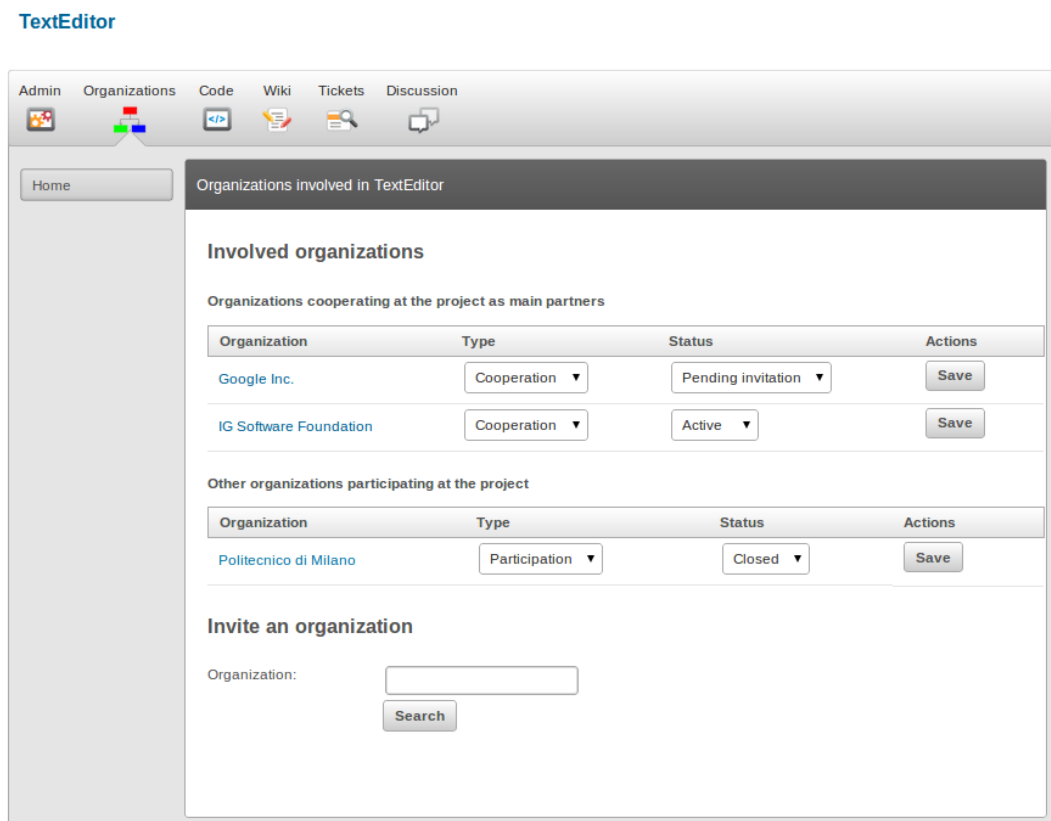 TextEditor
Admin Organizations Code Wiki Tickets Discussion
</>
Home
Organizations involved in TextEditor
Involved organizations
Organizations cooperating at the project as main partners
Organization Type Status Actions
Google Inc. Cooperation Pending invitation Save
IG Software Foundation Cooperation Active Save
Other organizations participating at the project
Organization Type Status Actions
Politecnico di Milano Participation Closed Save
Invite an organization
Organization:
Search